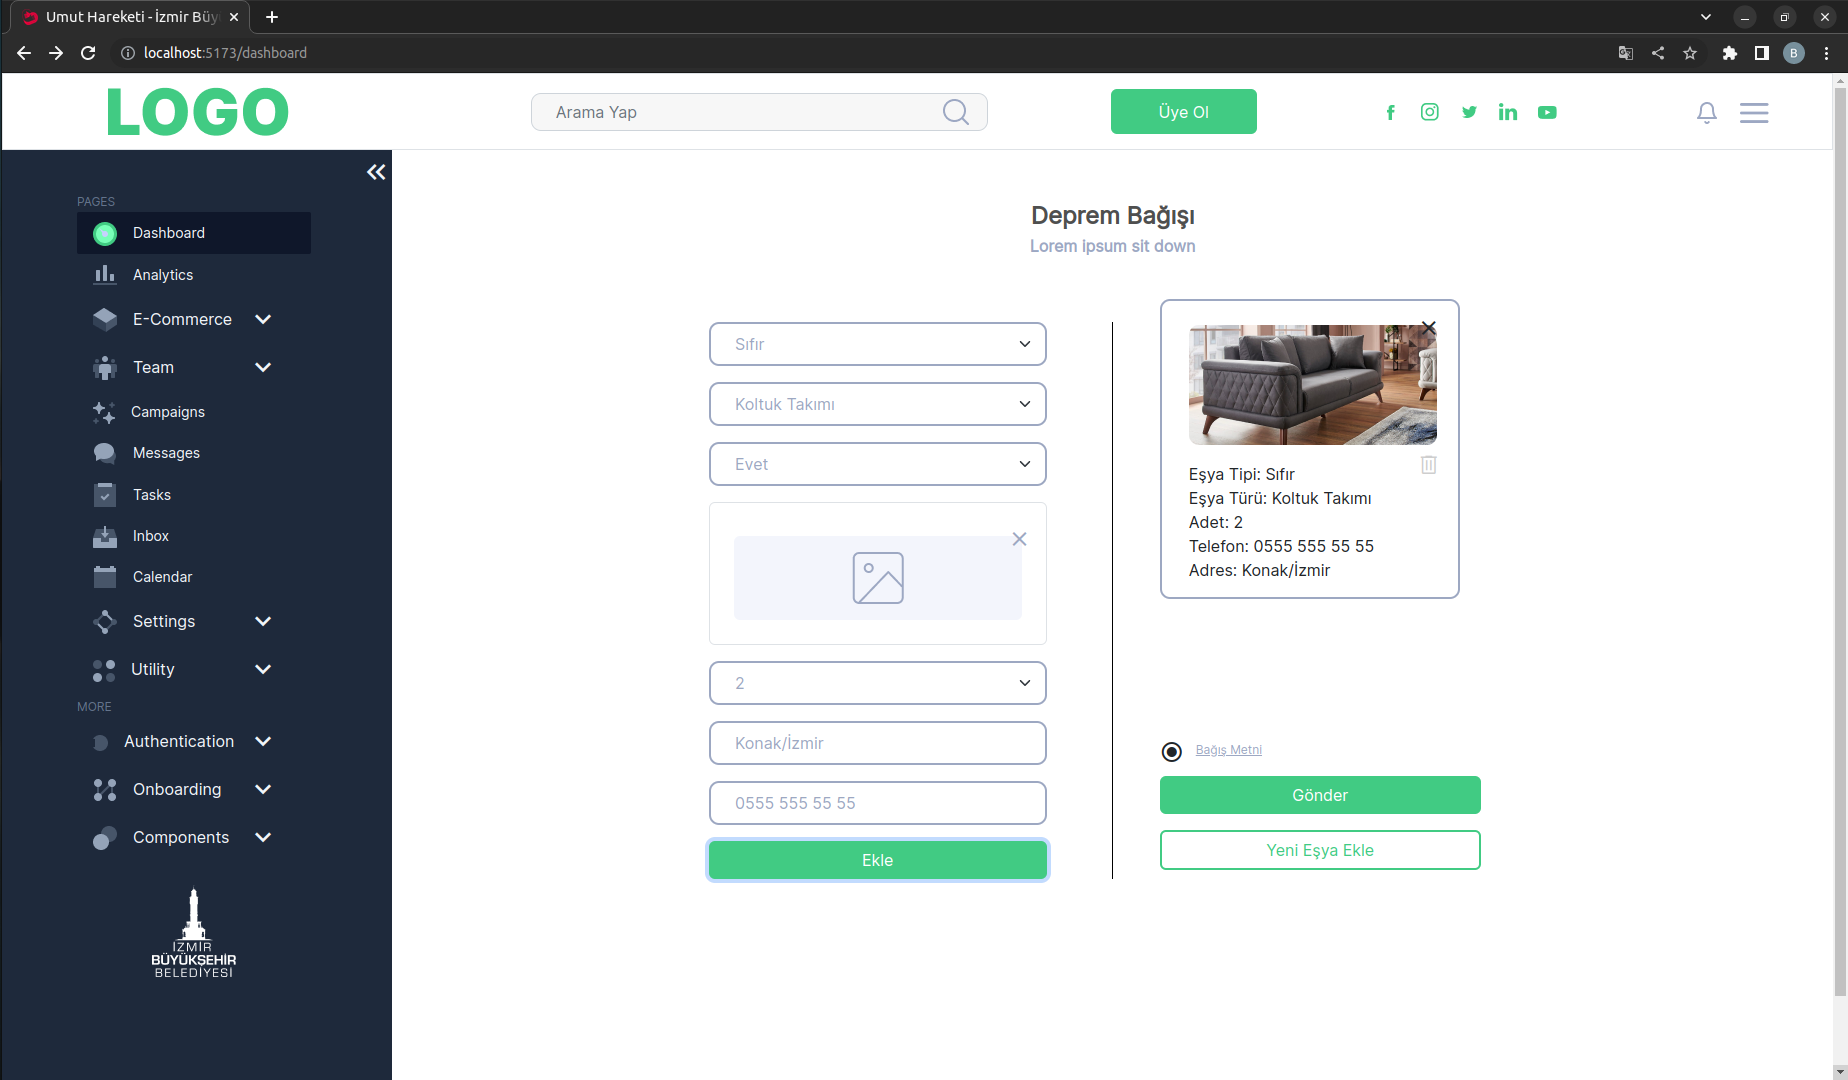 Umut Hareketi - İzmir Büy
localhost:5173/dashboard
B
LOGO
Arama Yap
Üye Ol
PAGES
Dashboard
Analytics
E-Commerce
Team
Campaigns
Messages
Tasks
Inbox
Calendar
Settings
Utility
MORE
Authentication
Onboarding
Components
İZMİR
BÜYÜKŞEHİR
BELEDİYESİ
Deprem Bağışı
Lorem ipsum sit down
Sıfır
Koltuk Takımı
Evet
2
Konak/İzmir
0555 555 55 55
Ekle
Eşya Tipi: Sıfır
Eşya Türü: Koltuk Takımı
Adet: 2
Telefon: 0555 555 55 55
Adres: Konak/İzmir
Bağış Metni
Gönder
Yeni Eşya Ekle